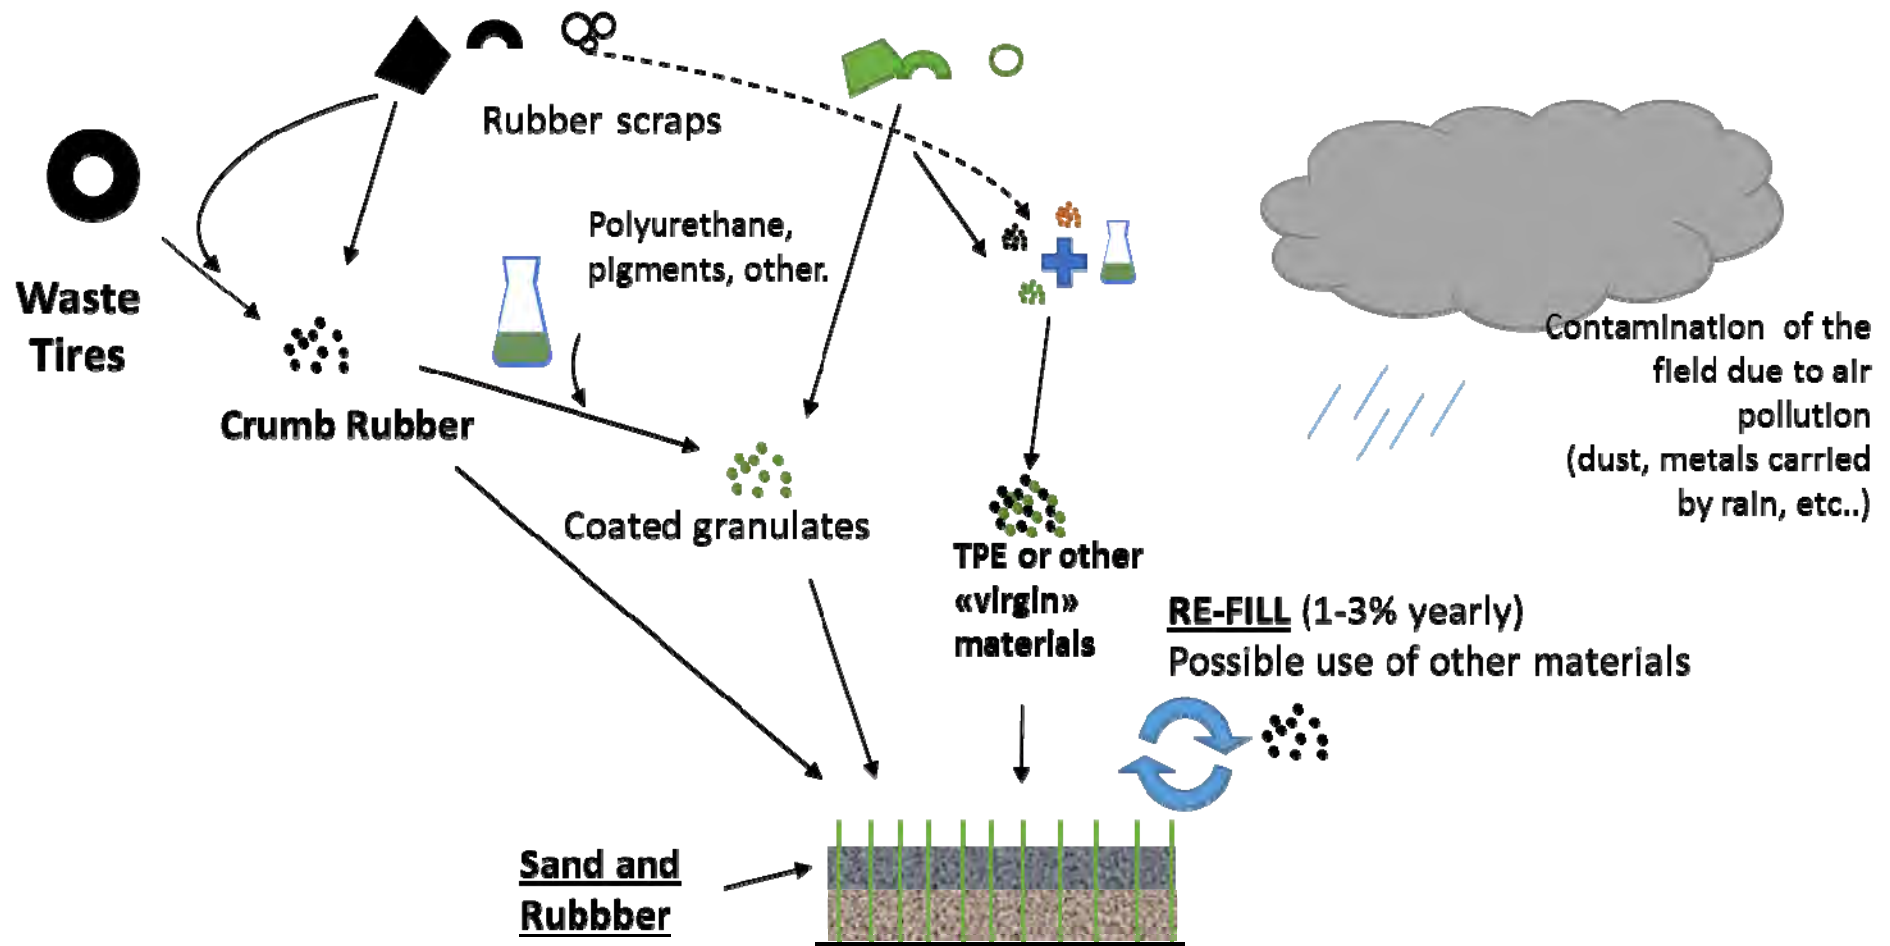 Rubber scraps
Waste
Tires
Polyurethane,
pigments, other.
Crumb Rubber
Coated granulates
TPE or other
«virgin»
materials
Contamination of the
field due to air
pollution
(dust, metals carried
by rain, etc..)
RE-FILL (1-3% yearly)
Possible use of other materials
Sand and
Rubbber